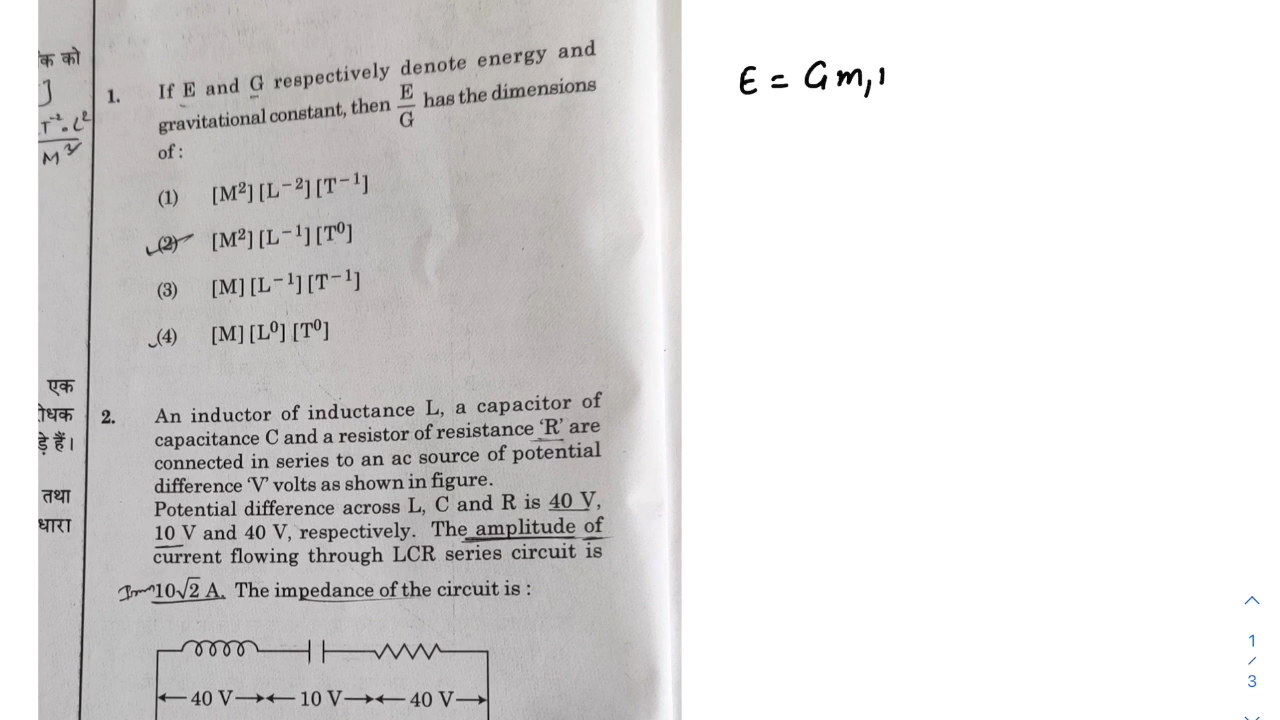 क को
J
T⁻².L²
M³
1. If E and G respectively denote energy and
gravitational constant, then E/G has the dimensions
of :
(1) [M²] [L⁻²] [T⁻¹]
(2) [M²] [L⁻¹] [T⁰]
(3) [M] [L⁻¹] [T⁻¹]
(4) [M] [L⁰] [T⁰]
एक
ड़े हैं।
तथा
धारा
2. An inductor of inductance L, a capacitor of
capacitance C and a resistor of resistance ‘R’ are
connected in series to an ac source of potential
difference ‘V’ volts as shown in figure.
Potential difference across L, C and R is 40 V,
10 V and 40 V, respectively. The amplitude of
current flowing through LCR series circuit is
10√2 A. The impedance of the circuit is :
40 V 10 V 40 V
E = Gm₁
1
/
3